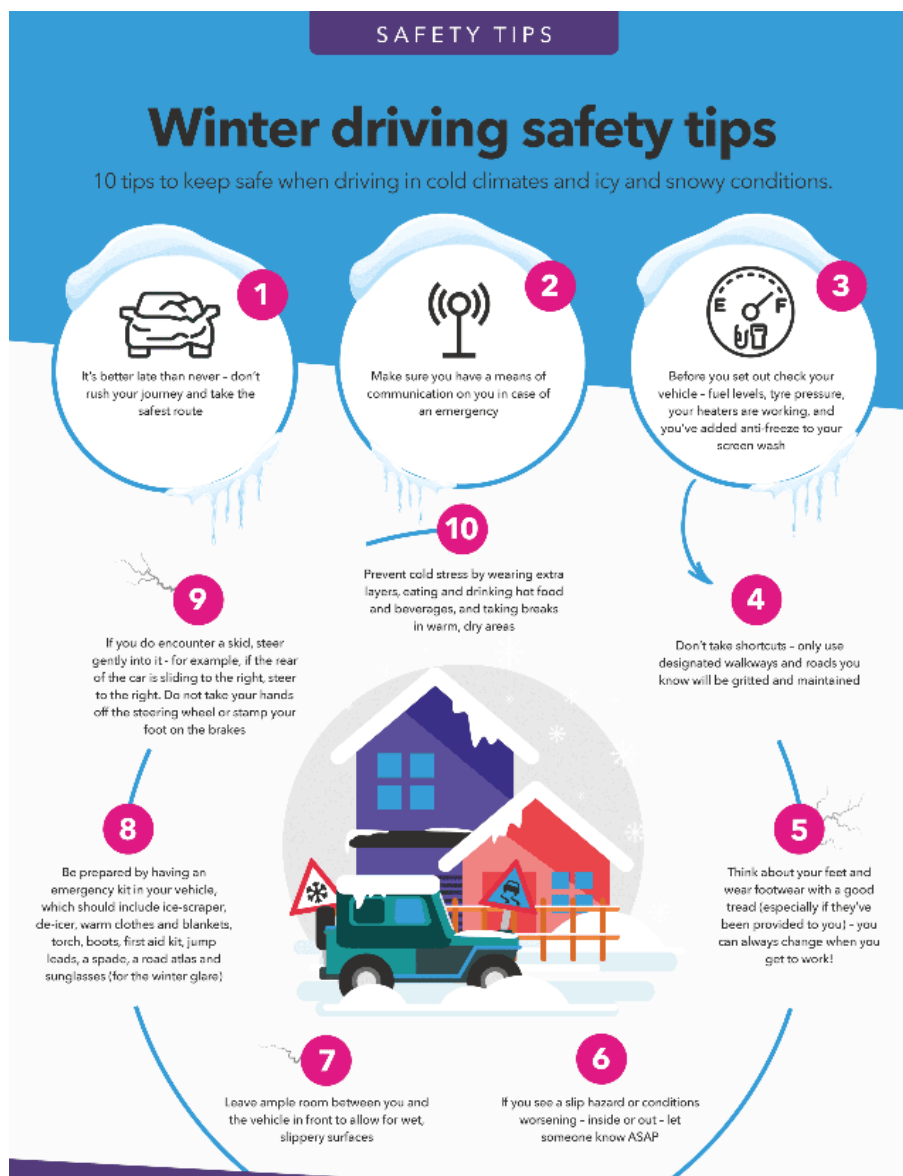 SAFETY TIPS
Winter driving safety tips
10 tips to keep safe when driving in cold climates and icy and snowy conditions.
1
It's better late than never – don't
rush your journey and take the
safest route
2
Make sure you have a means of
communication on you in case of
an emergency
3
E F
Before you set out check your
vehicle – fuel levels, tyre pressure,
your heaters are working, and
you've added anti-freeze to your
screen wash
4
Don't take shortcuts – only use
designated walkways and roads you
know will be gritted and maintained
5
Think about your feet and
wear footwear with a good
tread (especially if they've
been provided to you) – you
can always change when you
get to work!
6
If you see a slip hazard or conditions
worsening – inside or out – let
someone know ASAP
7
Leave ample room between you and
the vehicle in front to allow for wet,
slippery surfaces
8
Be prepared by having an
emergency kit in your vehicle,
which should include ice-scraper,
de-icer, warm clothes and blankets,
torch, boots, first aid kit, jump
leads, a spade, a road atlas and
sunglasses (for the winter glare)
9
If you do encounter a skid, steer
gently into it - for example, if the rear
of the car is sliding to the right, steer
to the right. Do not take your hands
off the steering wheel or stamp your
foot on the brakes
10
Prevent cold stress by wearing extra
layers, eating and drinking hot food
and beverages, and taking breaks
in warm, dry areas